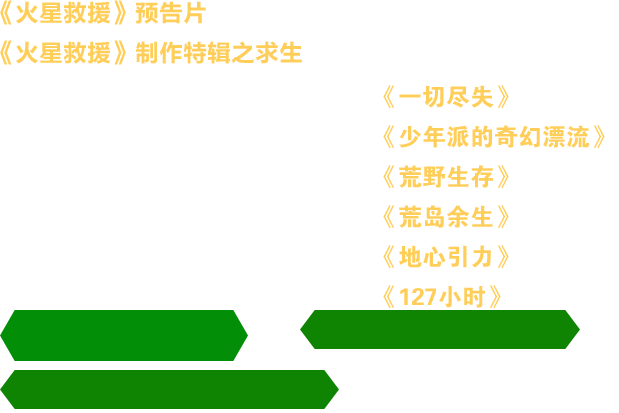 《火星救援》预告片
《火星救援》制作特辑之求生
《一切尽失》
《少年派的奇幻漂流》
《荒野生存》
《荒岛余生》
《地心引力》
《127小时》